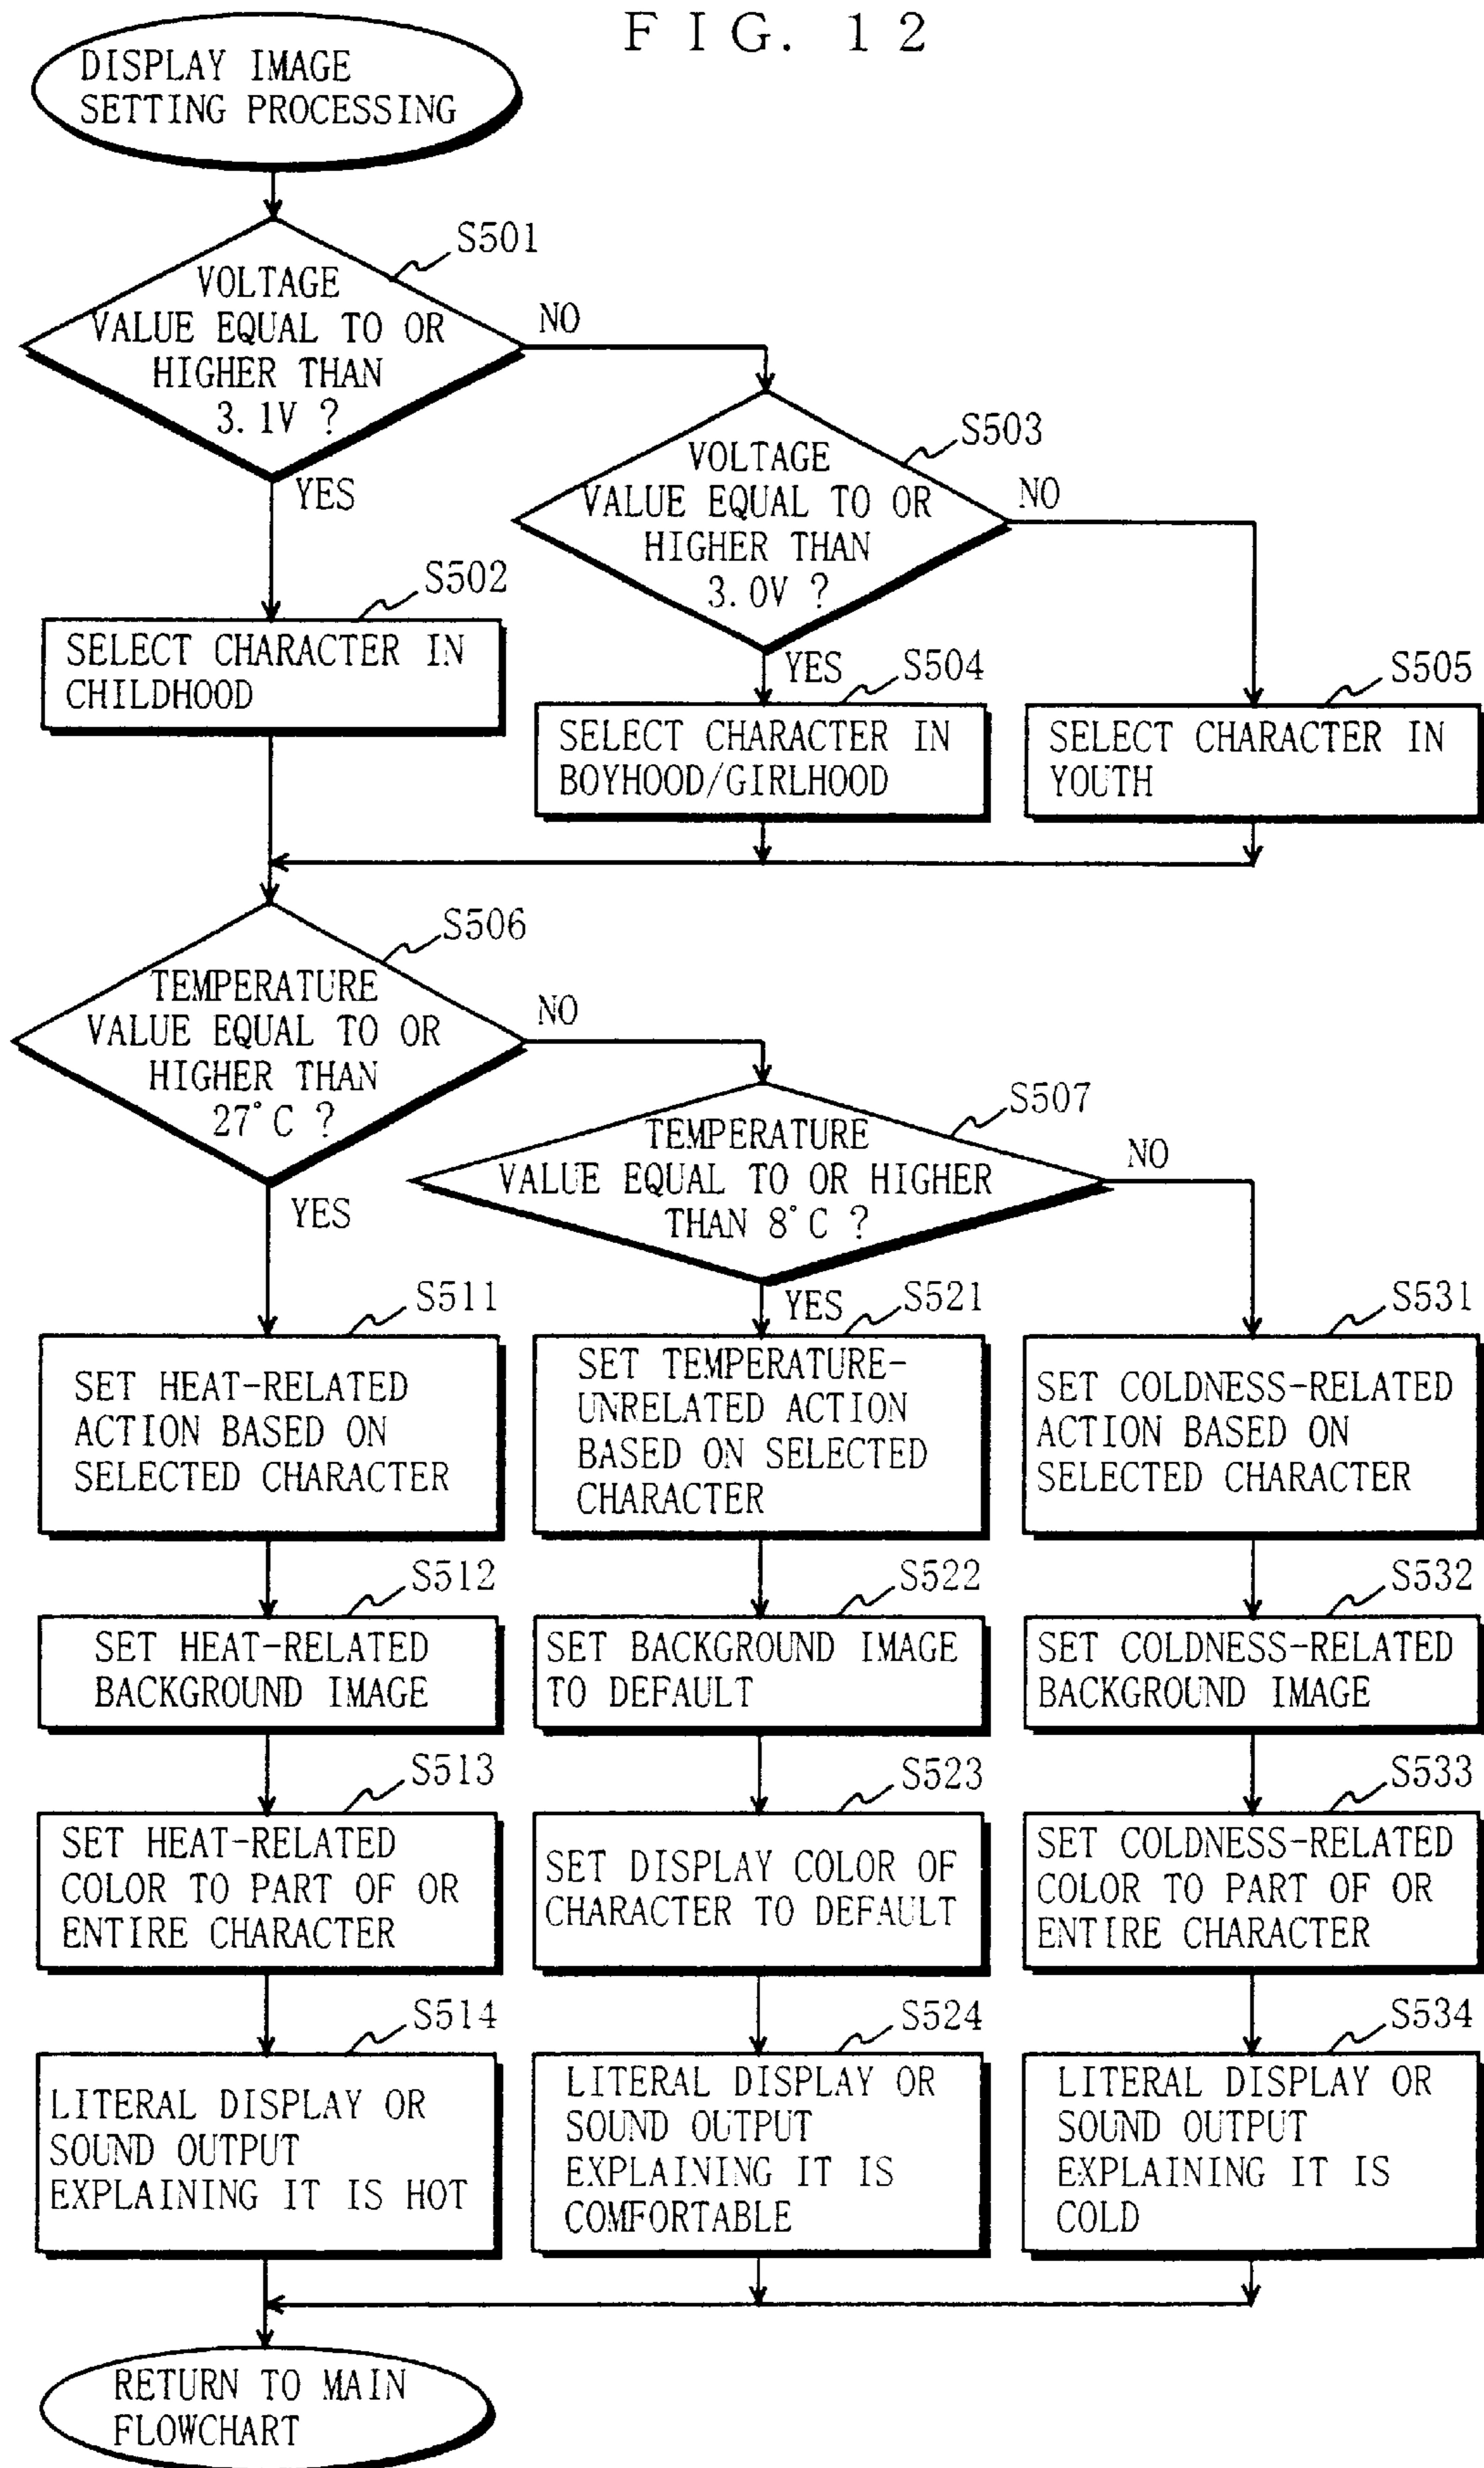 FIG. 12
DISPLAY IMAGE
SETTING PROCESSING
S501
VOLTAGE
VALUE EQUAL TO OR
HIGHER THAN
3.1V ?
NO
YES
S503
VOLTAGE
VALUE EQUAL TO OR
HIGHER THAN
3.0V ?
NO
YES
S502
SELECT CHARACTER IN
CHILDHOOD
S504
SELECT CHARACTER IN
BOYHOOD/GIRLHOOD
S505
SELECT CHARACTER IN
YOUTH
S506
TEMPERATURE
VALUE EQUAL TO OR
HIGHER THAN
27°C ?
NO
YES
S507
TEMPERATURE
VALUE EQUAL TO OR HIGHER
THAN 8°C ?
NO
YES
S511
SET HEAT-RELATED
ACTION BASED ON
SELECTED CHARACTER
S521
SET TEMPERATURE-
UNRELATED ACTION
BASED ON SELECTED
CHARACTER
S531
SET COLDNESS-RELATED
ACTION BASED ON
SELECTED CHARACTER
S512
SET HEAT-RELATED
BACKGROUND IMAGE
S522
SET BACKGROUND IMAGE
TO DEFAULT
S532
SET COLDNESS-RELATED
BACKGROUND IMAGE
S513
SET HEAT-RELATED
COLOR TO PART OF OR
ENTIRE CHARACTER
S523
SET DISPLAY COLOR OF
CHARACTER TO DEFAULT
S533
SET COLDNESS-RELATED
COLOR TO PART OF OR
ENTIRE CHARACTER
S514
LITERAL DISPLAY OR
SOUND OUTPUT
EXPLAINING IT IS HOT
S524
LITERAL DISPLAY OR
SOUND OUTPUT
EXPLAINING IT IS
COMFORTABLE
S534
LITERAL DISPLAY OR
SOUND OUTPUT
EXPLAINING IT IS
COLD
RETURN TO MAIN
FLOWCHART